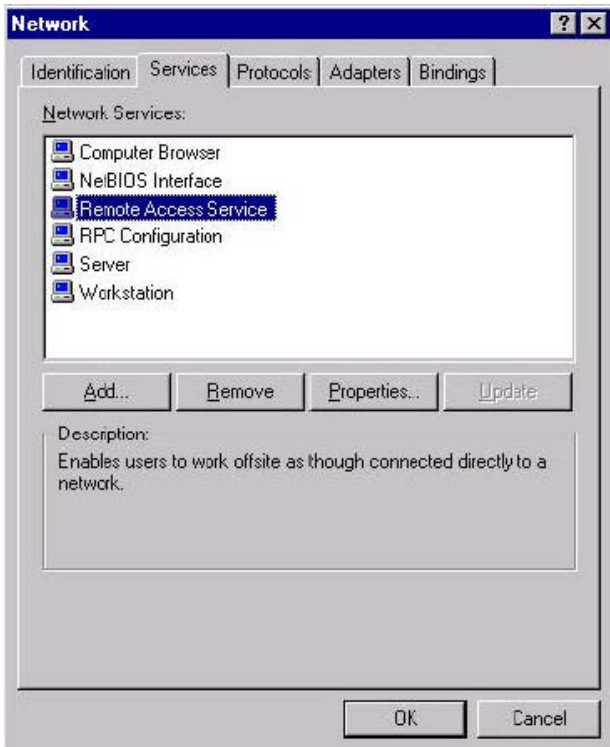 Network
Identification Services Protocols Adapters Bindings
Network Services:
Computer Browser
NetBIOS Interface
Remote Access Service
RPC Configuration
Server
Workstation
Add... Remove Properties... Update
Description:
Enables users to work offsite as though connected directly to a
network.
OK Cancel